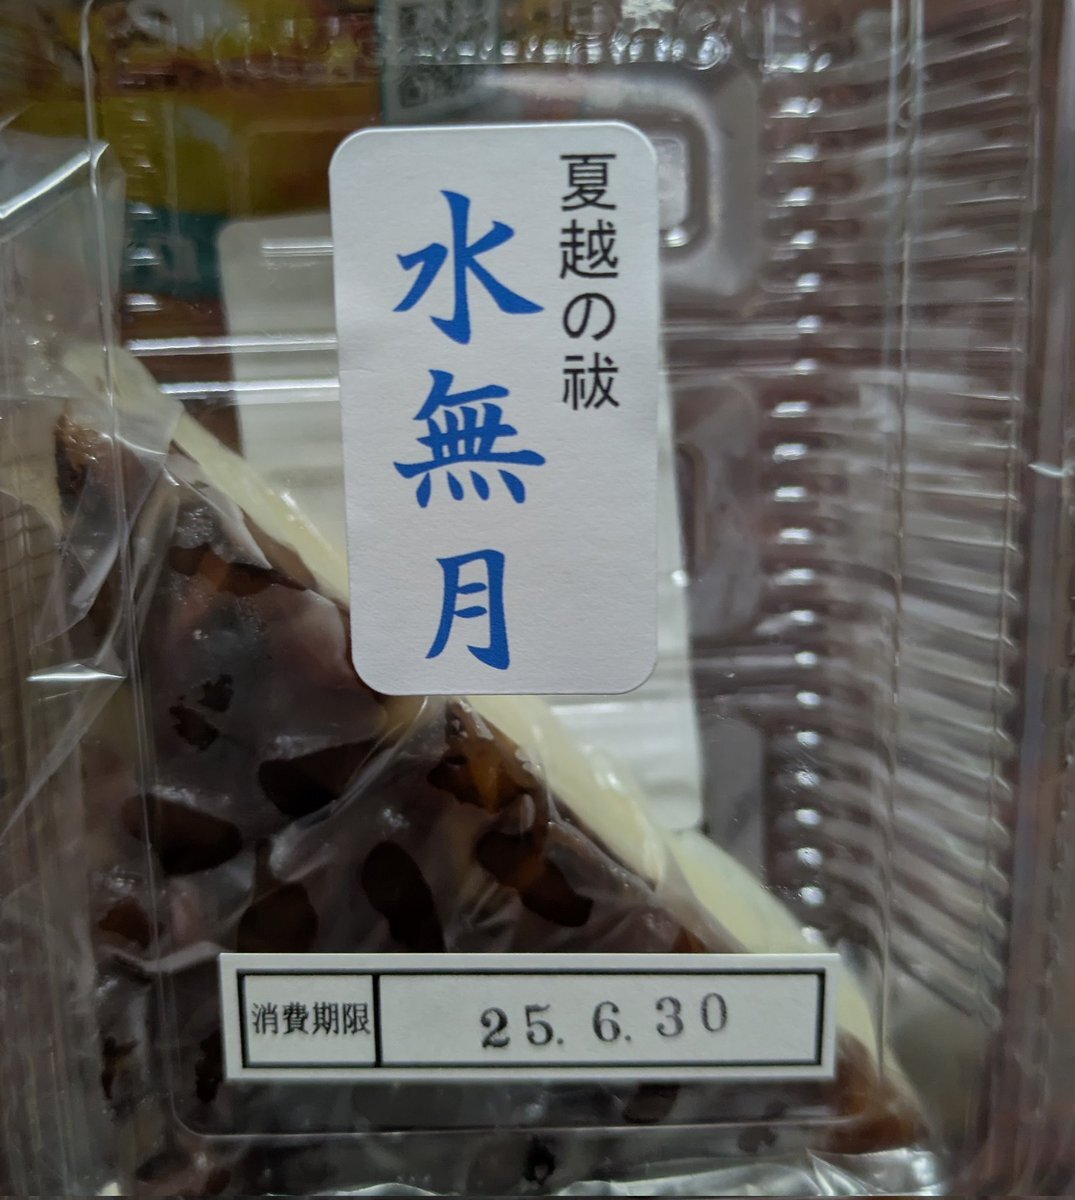 夏越の祓
水無月
消費期限 25. 6. 30